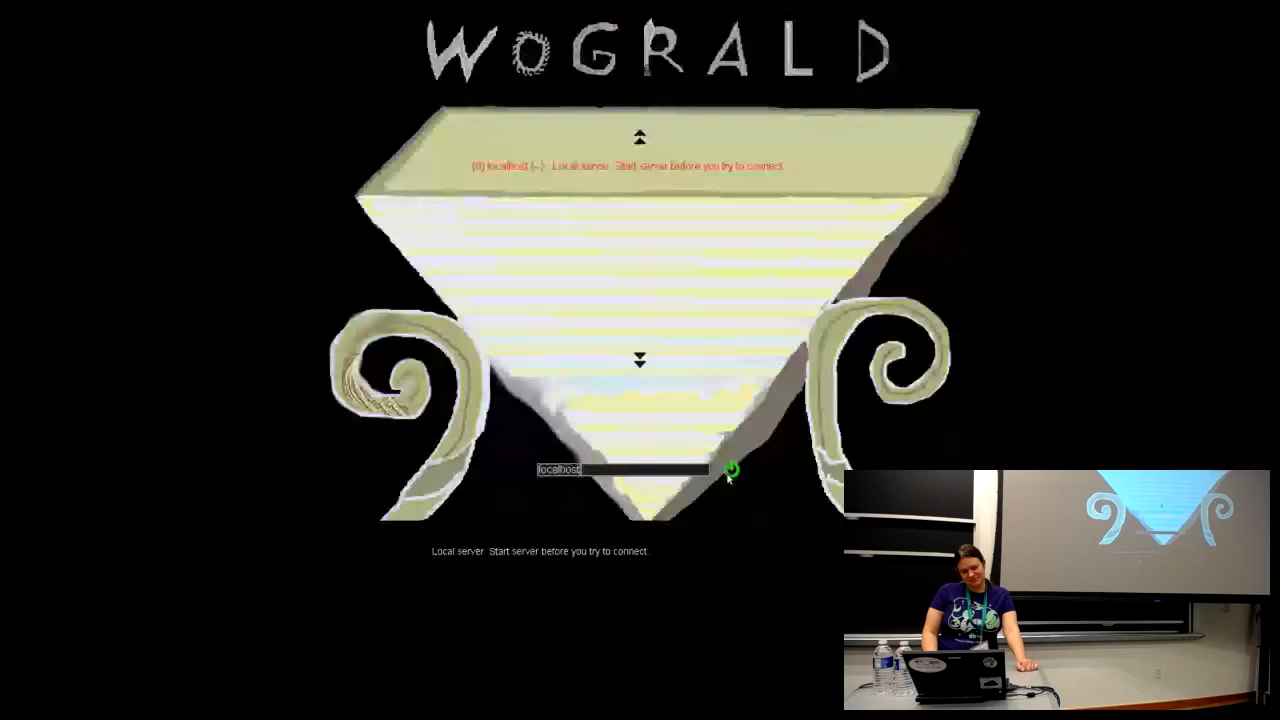 WOGRALD
(0) localhost (--) Local server. Start server before you try to connect.
localhost
Local server. Start server before you try to connect.